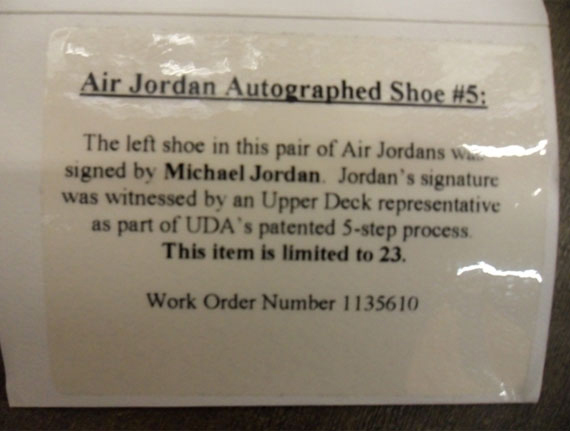 Air Jordan Autographed Shoe #5:
The left shoe in this pair of Air Jordans was
signed by Michael Jordan. Jordan's signature
was witnessed by an Upper Deck representative
as part of UDA's patented 5-step process.
This item is limited to 23.
Work Order Number 1135610